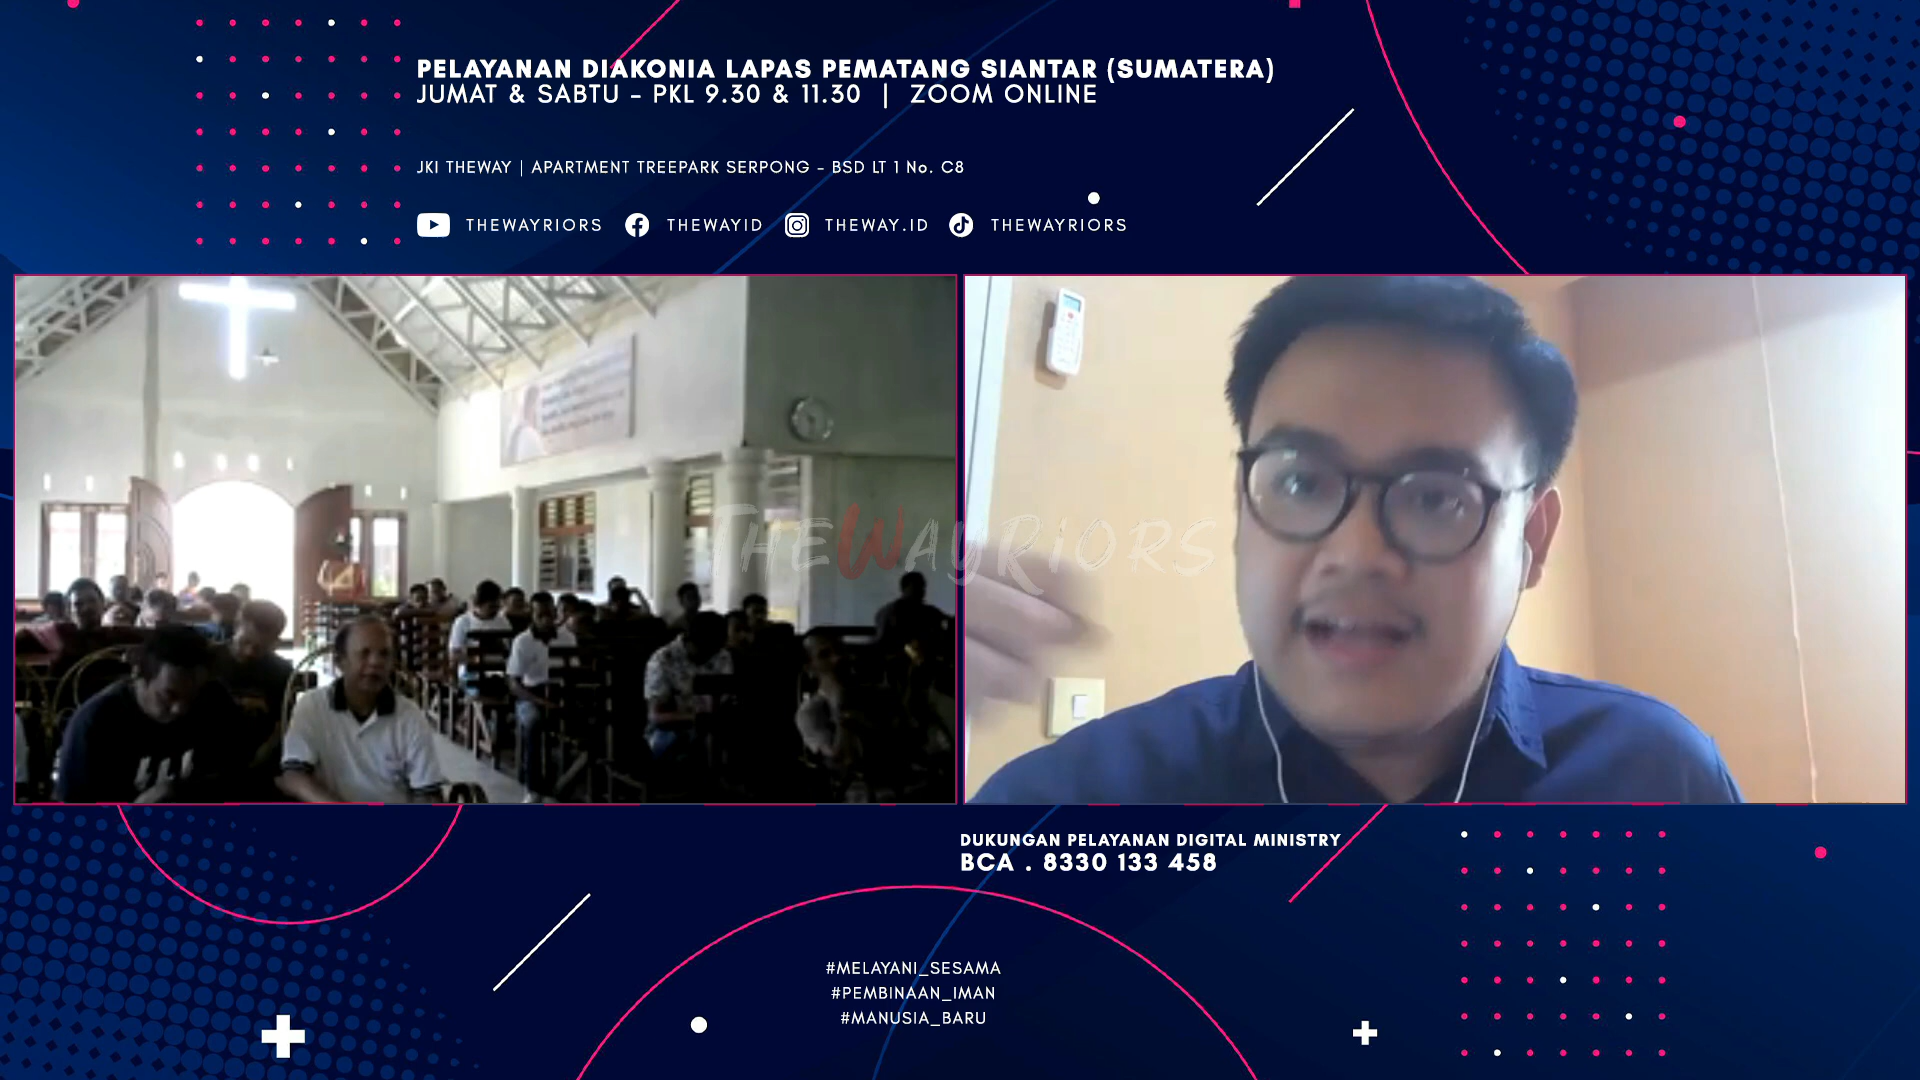 PELAYANAN DIAKONIA LAPAS PEMATANG SIANTAR (SUMATERA)
JUMAT & SABTU - PKL 9.30 & 11.30 | ZOOM ONLINE
JKI THEWAY | APARTMENT TREEPARK SERPONG - BSD LT 1 No. C8
THEWAYRIORS THEWAYID THEWAY.ID THEWAYRIORS
THEWAYRIORS
DUKUNGAN PELAYANAN DIGITAL MINISTRY
BCA . 8330 133 458
#MELAYANI_SESAMA
#PEMBINAAN_IMAN
#MANUSIA_BARU